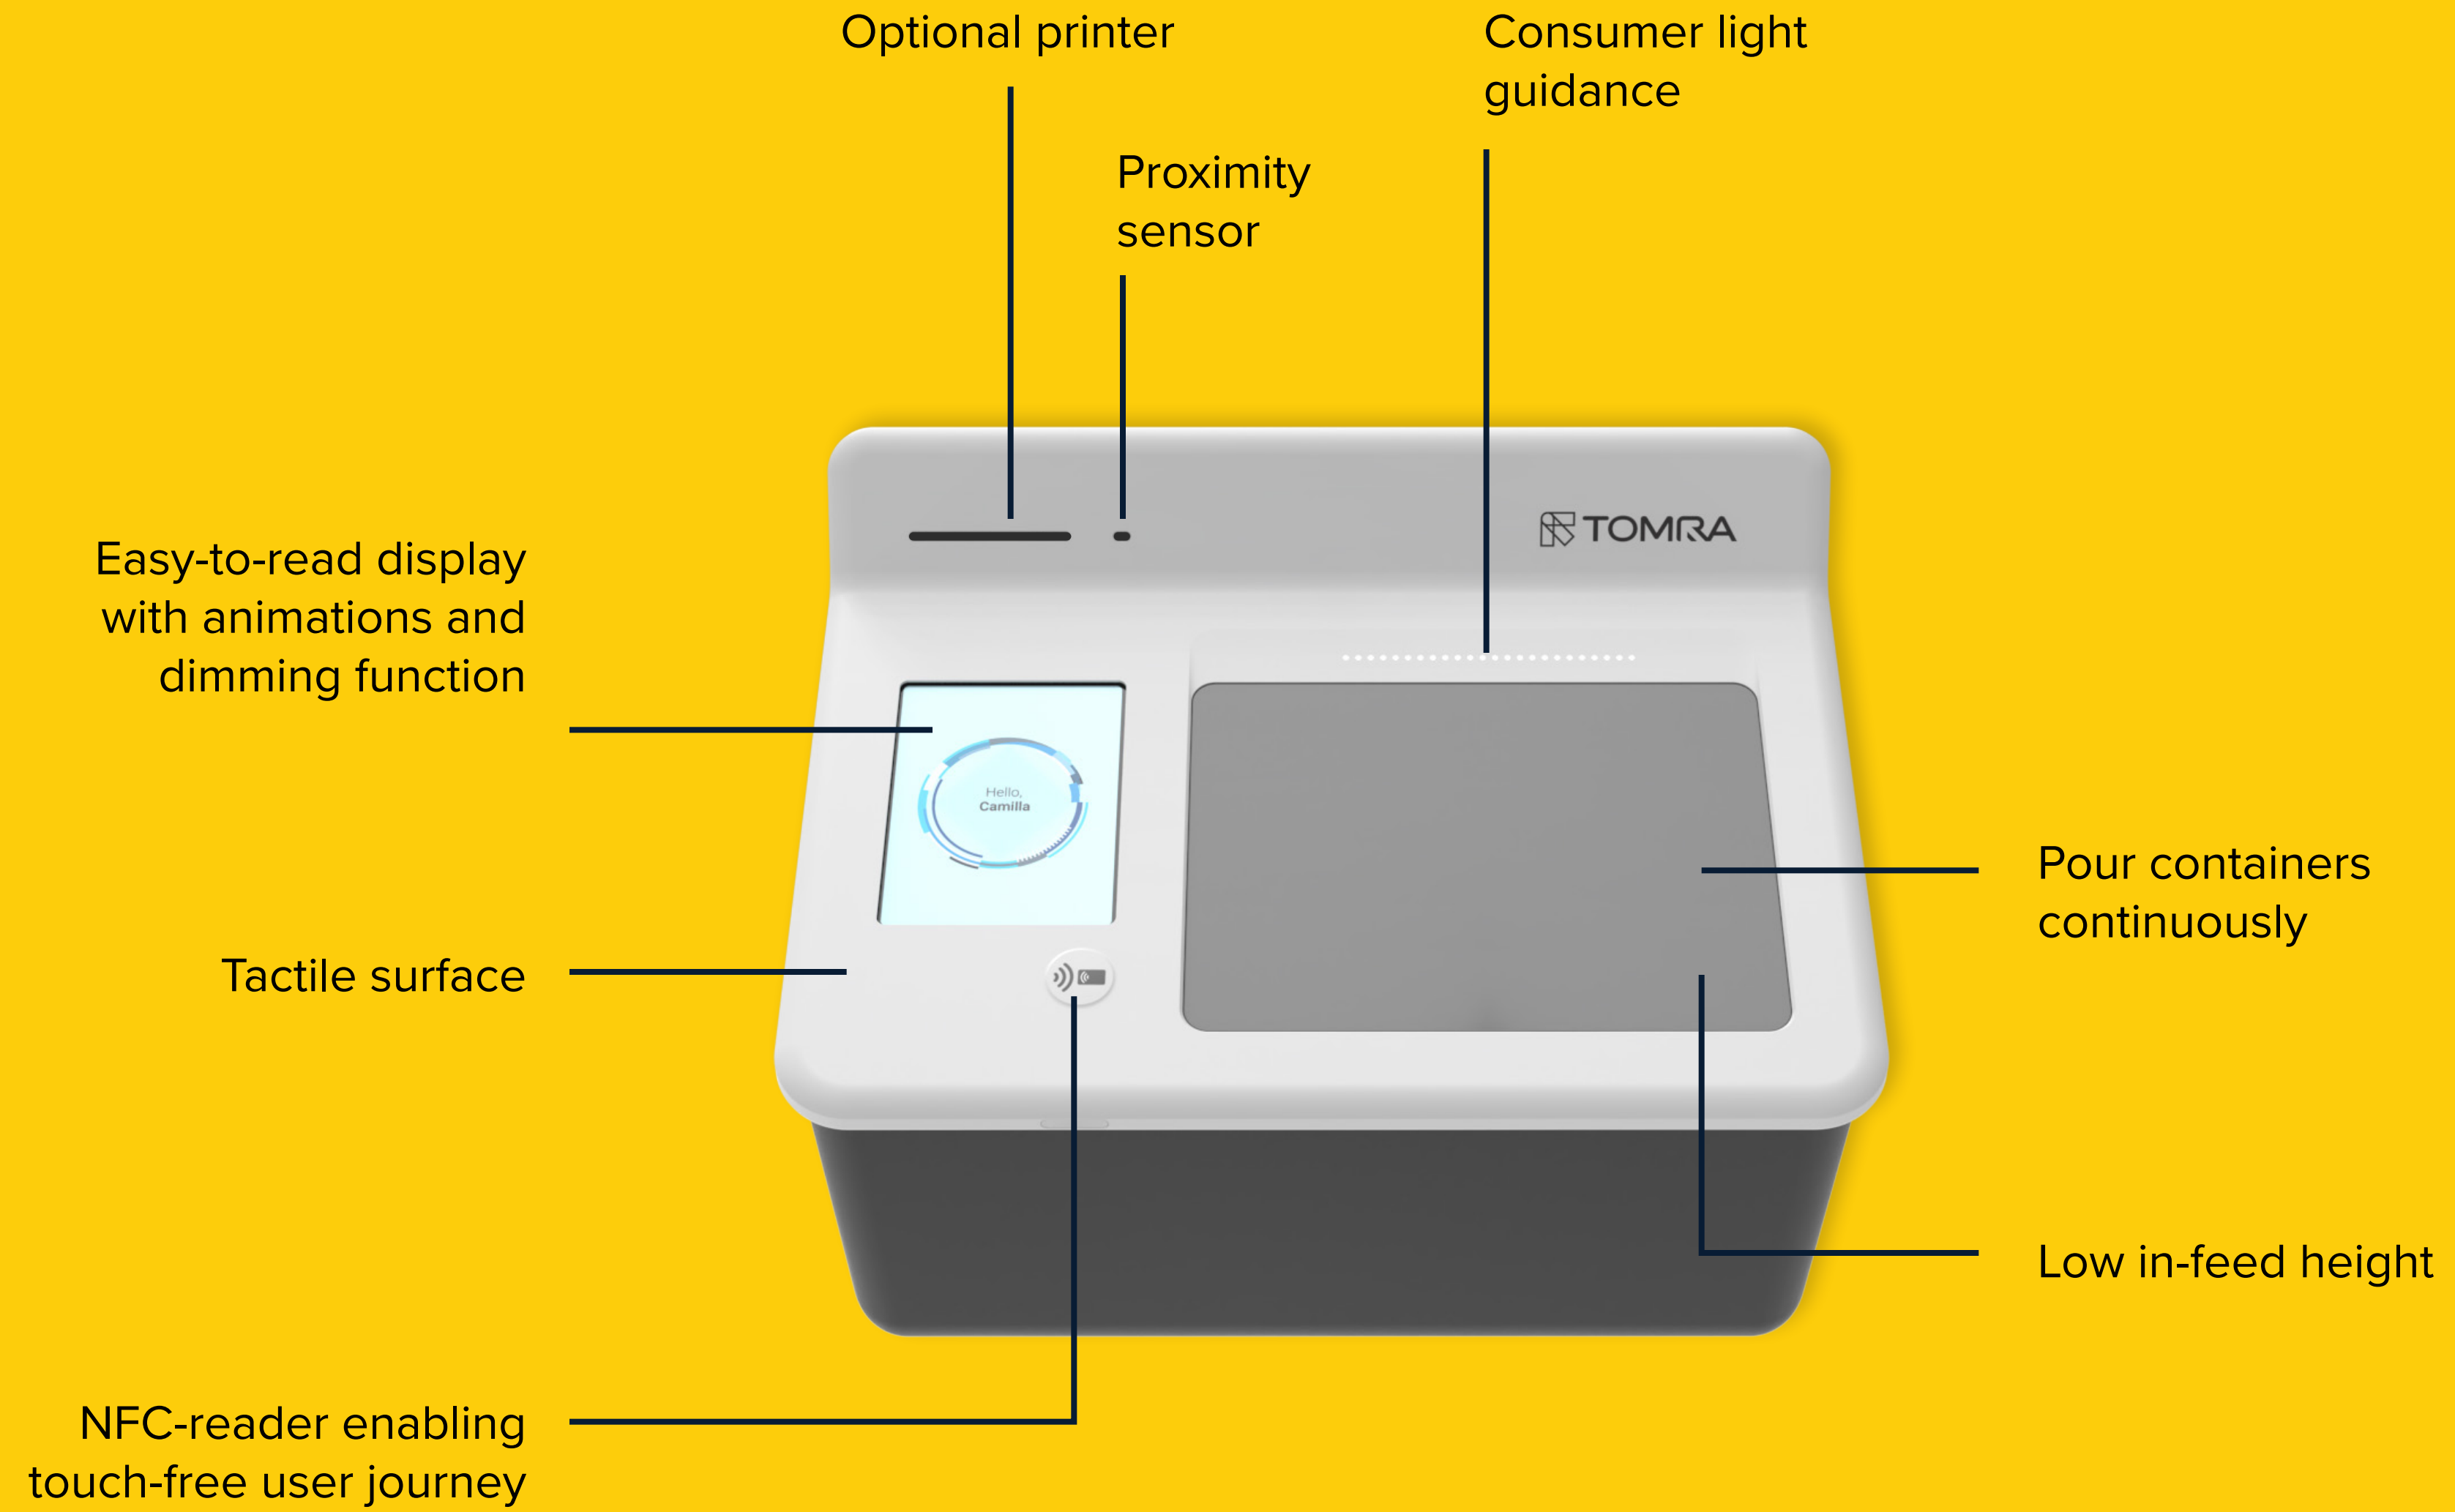 Optional printer
Consumer light
guidance
Proximity
sensor
TOMRA
Easy-to-read display
with animations and
dimming function
Hello,
Camilla
Pour containers
continuously
Tactile surface
Low in-feed height
NFC-reader enabling
touch-free user journey